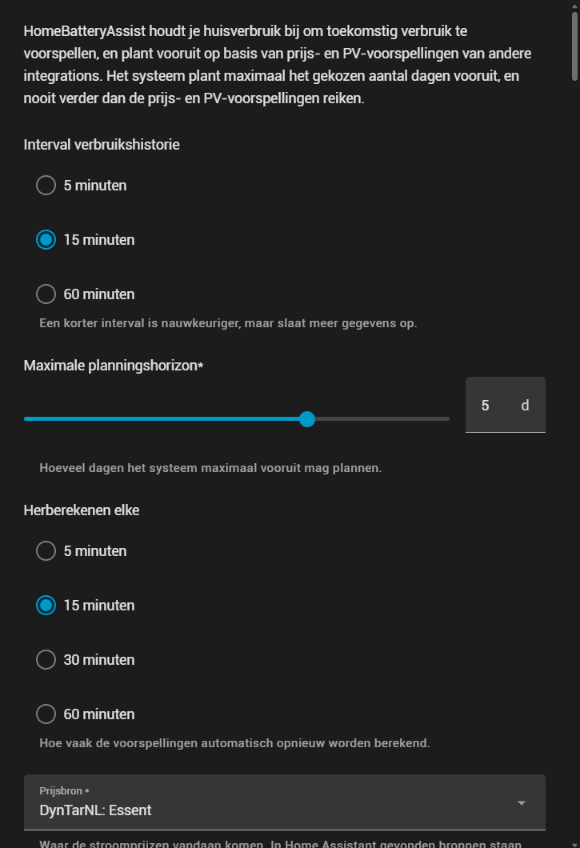 HomeBatteryAssist houdt je huisverbruik bij om toekomstig verbruik te
voorspellen, en plant vooruit op basis van prijs- en PV-voorspellingen van andere
integrations. Het systeem plant maximaal het gekozen aantal dagen vooruit, en
nooit verder dan de prijs- en PV-voorspellingen reiken.
Interval verbruikshistorie
5 minuten
15 minuten
60 minuten
Een korter interval is nauwkeuriger, maar slaat meer gegevens op.
Maximale planningshorizon*
5 d
Hoeveel dagen het systeem maximaal vooruit mag plannen.
Herberekenen elke
5 minuten
15 minuten
30 minuten
60 minuten
Hoe vaak de voorspellingen automatisch opnieuw worden berekend.
Prijsbron *
DynTarNL: Essent
Waar de stroomprijzen vandaan komen. In Home Assistant gevonden bronnen staan